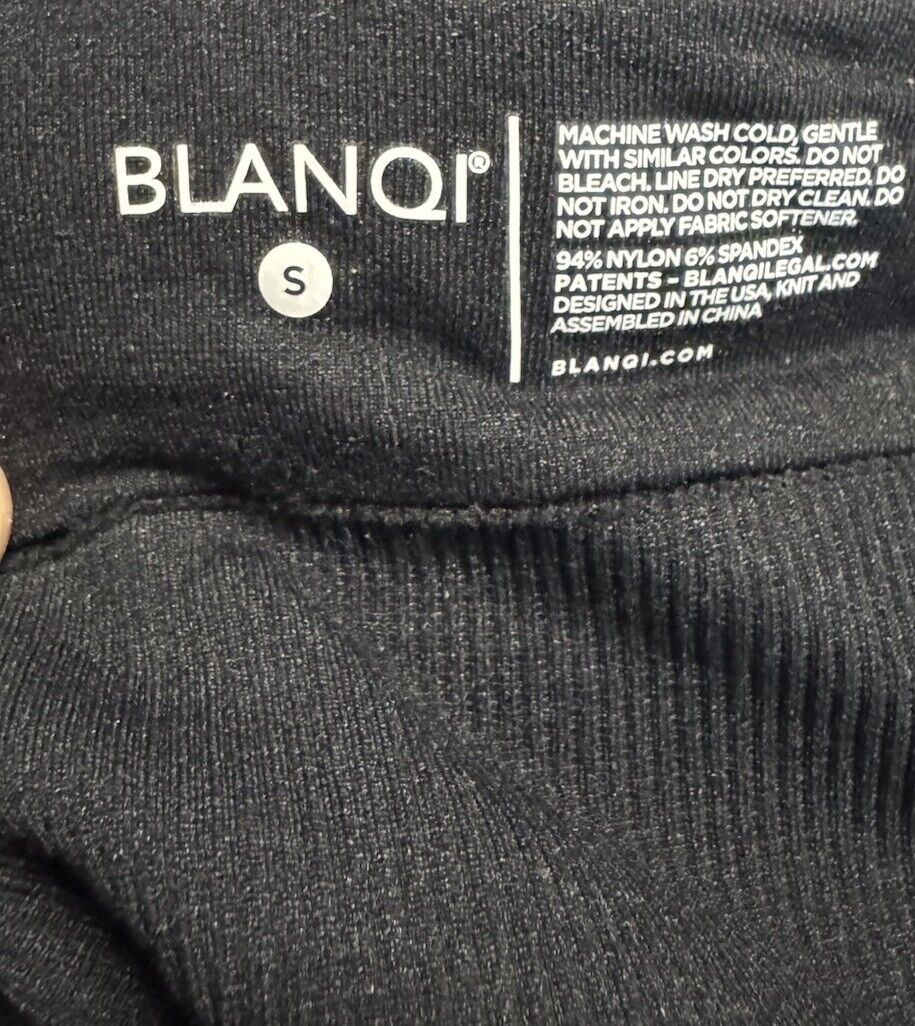 BLANQI®
S
MACHINE WASH COLD, GENTLE
WITH SIMILAR COLORS. DO NOT
BLEACH. LINE DRY PREFERRED. DO
NOT IRON. DO NOT DRY CLEAN. DO
NOT APPLY FABRIC SOFTENER.
94% NYLON 6% SPANDEX
PATENTS – BLANQILEGAL.COM
DESIGNED IN THE USA, KNIT AND
ASSEMBLED IN CHINA
BLANQI.COM